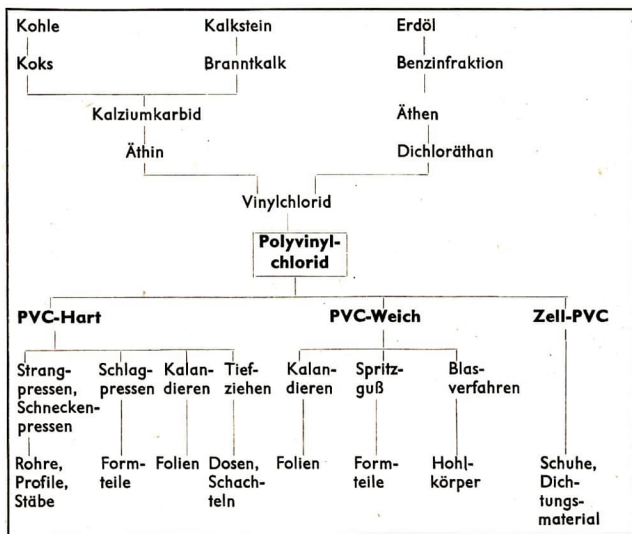 Kohle Kalkstein Erdöl
Koks Branntkalk Benzinfraktion
Kalziumkarbid Äthen
Äthin Dichloräthan
Vinylchlorid
Polyvinyl-
chlorid
PVC-Hart PVC-Weich Zell-PVC
Strang- Schlag- Kalan- Tief- Kalan- Spritz- Blas-
pressen, pressen dieren ziehen dieren guß verfahren
Schnecken-
pressen
Rohre, Form- Folien Dosen, Folien Form- Hohl- Schuhe,
Profile, teile Schach- teile körper Dich-
Stäbe teln tungs-
material